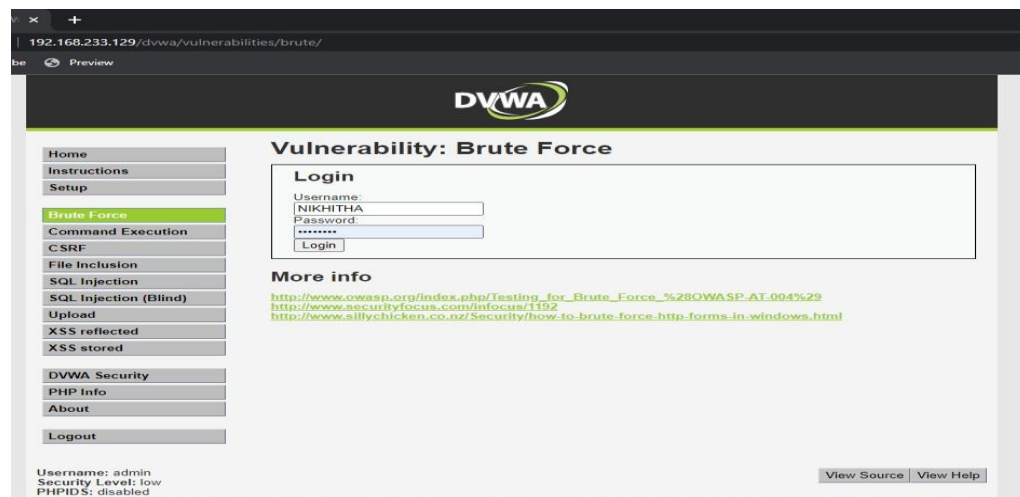 192.168.233.129/dvwa/vulnerabilities/brute/
be Preview
DVWA
Home
Instructions
Setup
Brute Force
Command Execution
CSRF
File Inclusion
SQL Injection
SQL Injection (Blind)
Upload
XSS reflected
XSS stored
DVWA Security
PHP Info
About
Logout
Username: admin
Security Level: low
PHPIDS: disabled
Vulnerability: Brute Force
Login
Username:
NIKHITHA
Password:
••••••••
Login
More info
http://www.owasp.org/index.php/Testing_for_Brute_Force_%28OWASP-AT-004%29
http://www.securityfocus.com/infocus/1192
http://www.sillychicken.co.nz/Security/how-to-brute-force-http-forms-in-windows.html
View Source View Help